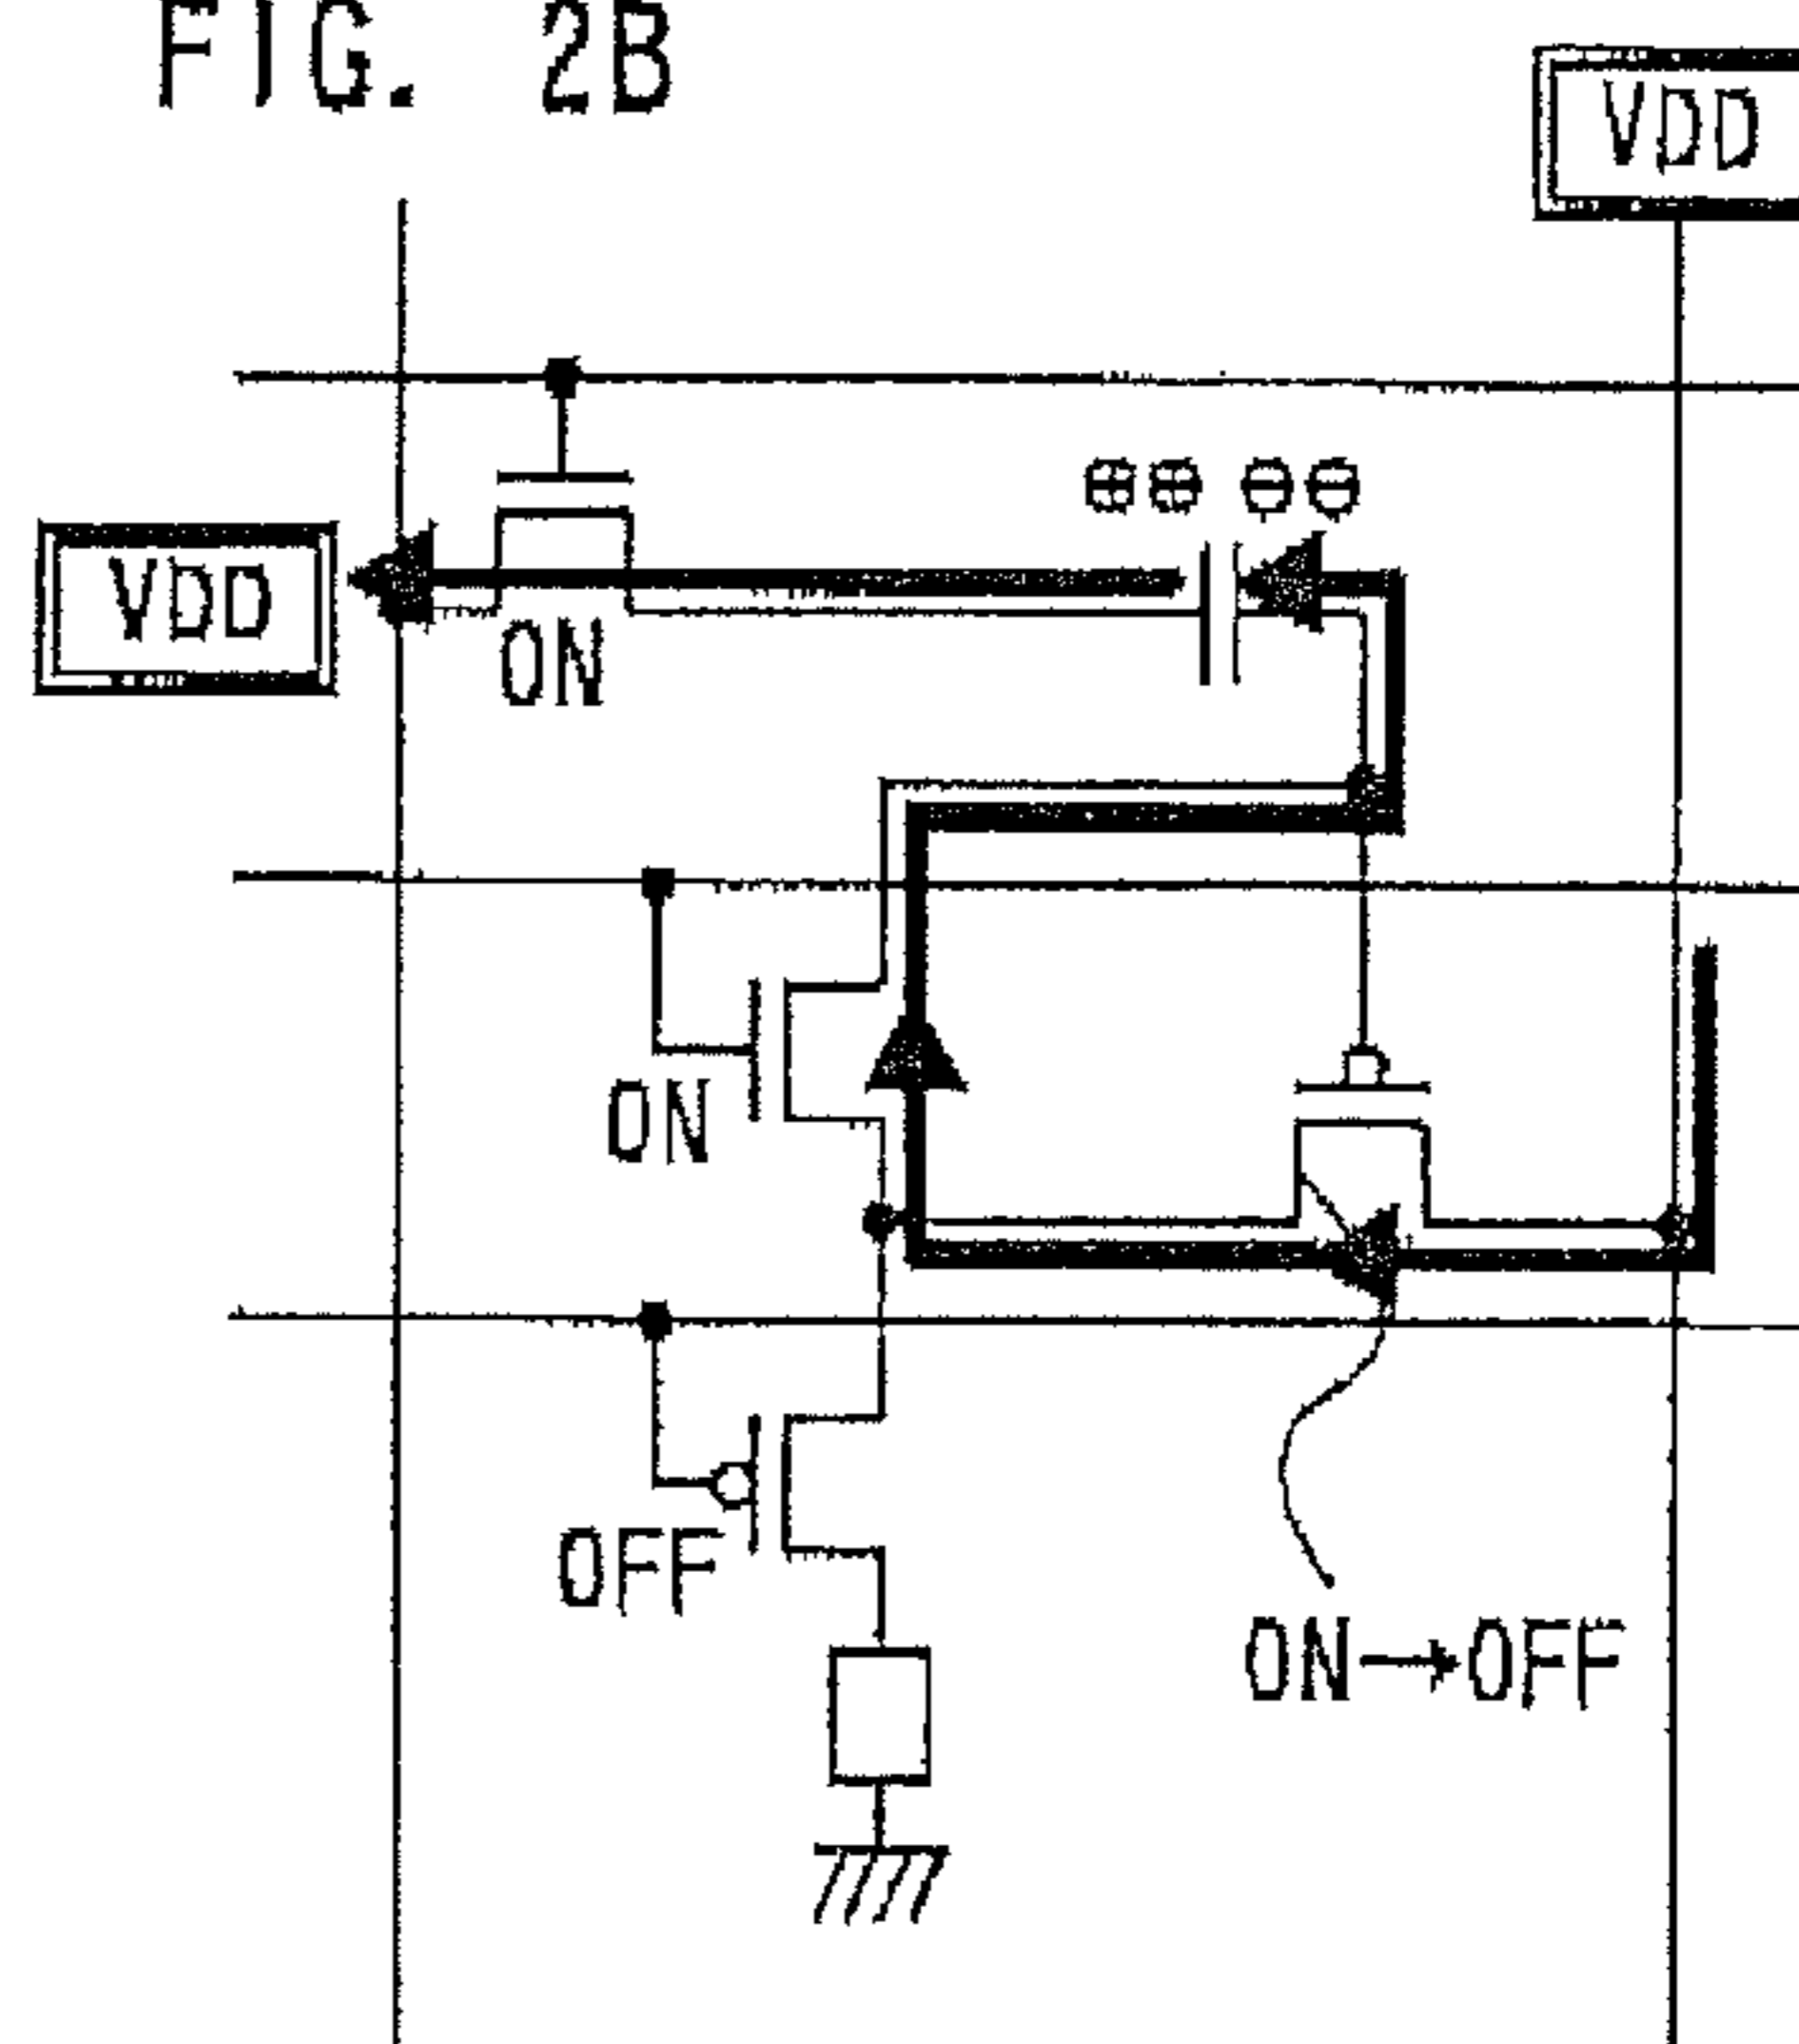 FIG. 2B
VDD
⊕⊕ ⊖⊖
VDD
ON
ON
OFF
ON→OFF